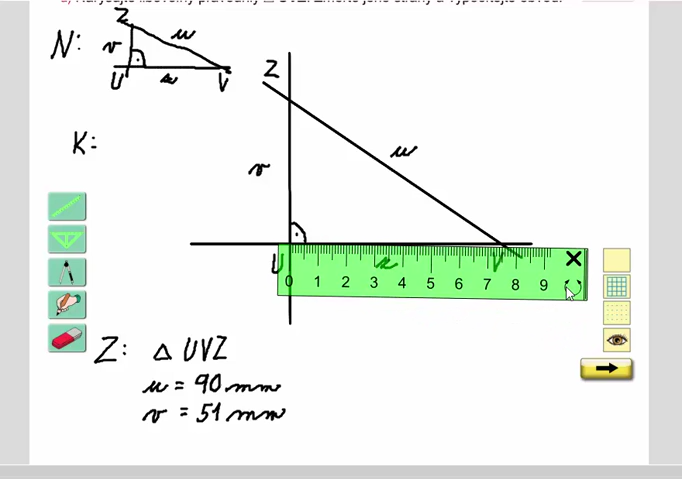 N:
Z
u
v
U
z
V
Z
K:
u
v
U
z
V
0 1 2 3 4 5 6 7 8 9
Z: △ UVZ
u = 90 mm
v = 51 mm